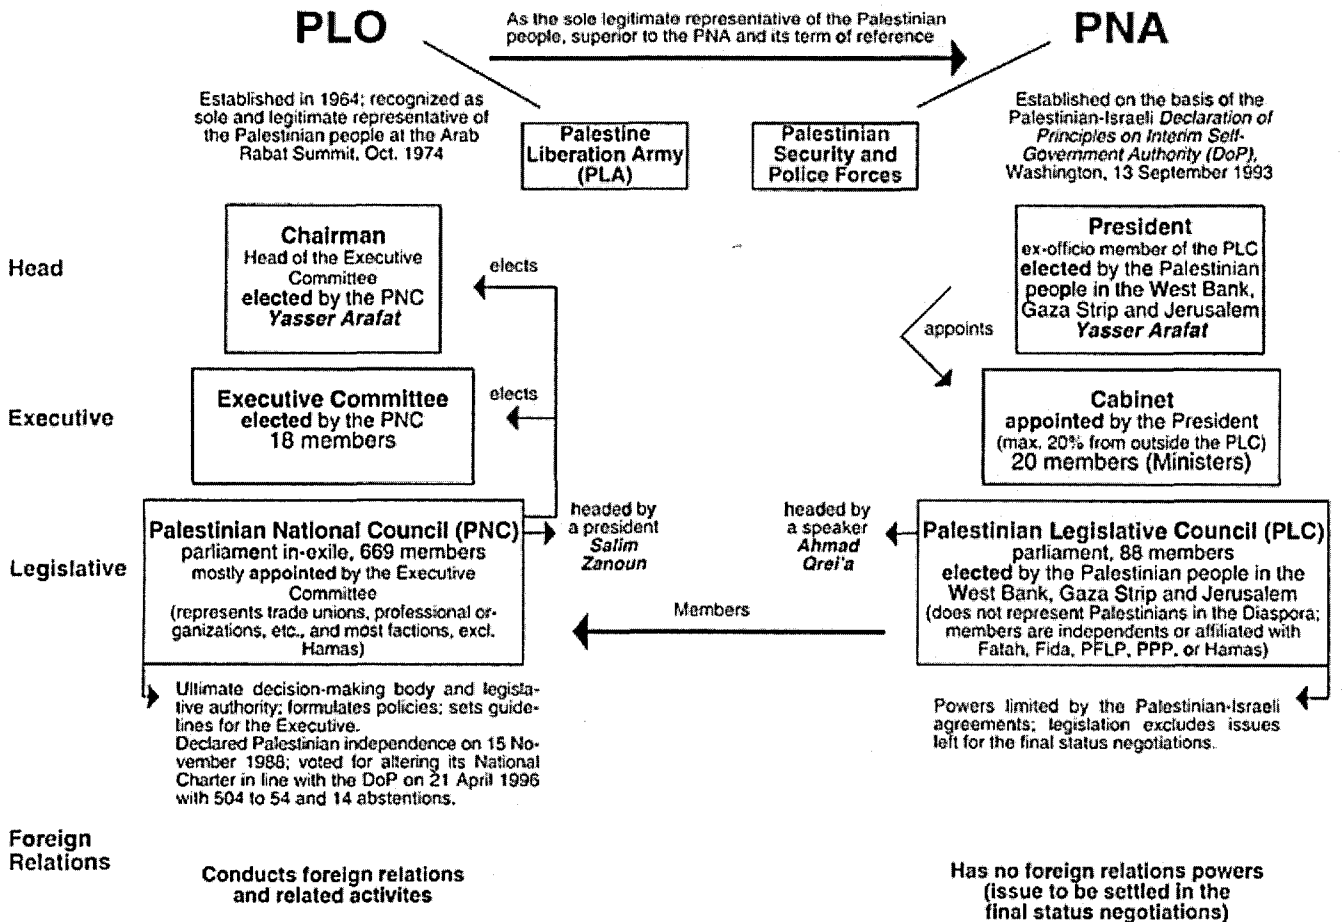 PLO
As the sole legitimate representative of the Palestinian
people, superior to the PNA and its term of reference
PNA
Established in 1964; recognized as
sole and legitimate representative of
the Palestinian people at the Arab
Rabat Summit, Oct. 1974
Palestine
Liberation Army
(PLA)
Palestinian
Security and
Police Forces
Established on the basis of the
Palestinian-Israeli Declaration of
Principles on Interim Self-
Government Authority (DoP),
Washington, 13 September 1993
Head
Chairman
Head of the Executive
Committee
elected by the PNC
Yasser Arafat
elects
appoints
President
ex-officio member of the PLC
elected by the Palestinian
people in the West Bank,
Gaza Strip and Jerusalem
Yasser Arafat
Executive
Executive Committee
elected by the PNC
18 members
elects
Cabinet
appointed by the President
(max. 20% from outside the PLC)
20 members (Ministers)
Legislative
Palestinian National Council (PNC)
parliament in-exile, 669 members
mostly appointed by the Executive
Committee
(represents trade unions, professional or-
ganizations, etc., and most factions, excl.
Hamas)
headed by
a president
Salim
Zanoun
headed by
a speaker
Ahmad
Qrei'a
Members
Palestinian Legislative Council (PLC)
parliament, 88 members
elected by the Palestinian people in the
West Bank, Gaza Strip and Jerusalem
(does not represent Palestinians in the Diaspora;
members are independents or affiliated with
Fatah, Fida, PFLP, PPP, or Hamas)
Ultimate decision-making body and legisla-
tive authority; formulates policies; sets guide-
lines for the Executive.
Declared Palestinian independence on 15 No-
vember 1988; voted for altering its National
Charter in line with the DoP on 21 April 1996
with 504 to 54 and 14 abstentions.
Powers limited by the Palestinian-Israeli
agreements; legislation excludes issues
left for the final status negotiations.
Foreign
Relations
Conducts foreign relations
and related activites
Has no foreign relations powers
(issue to be settled in the
final status negotiations)